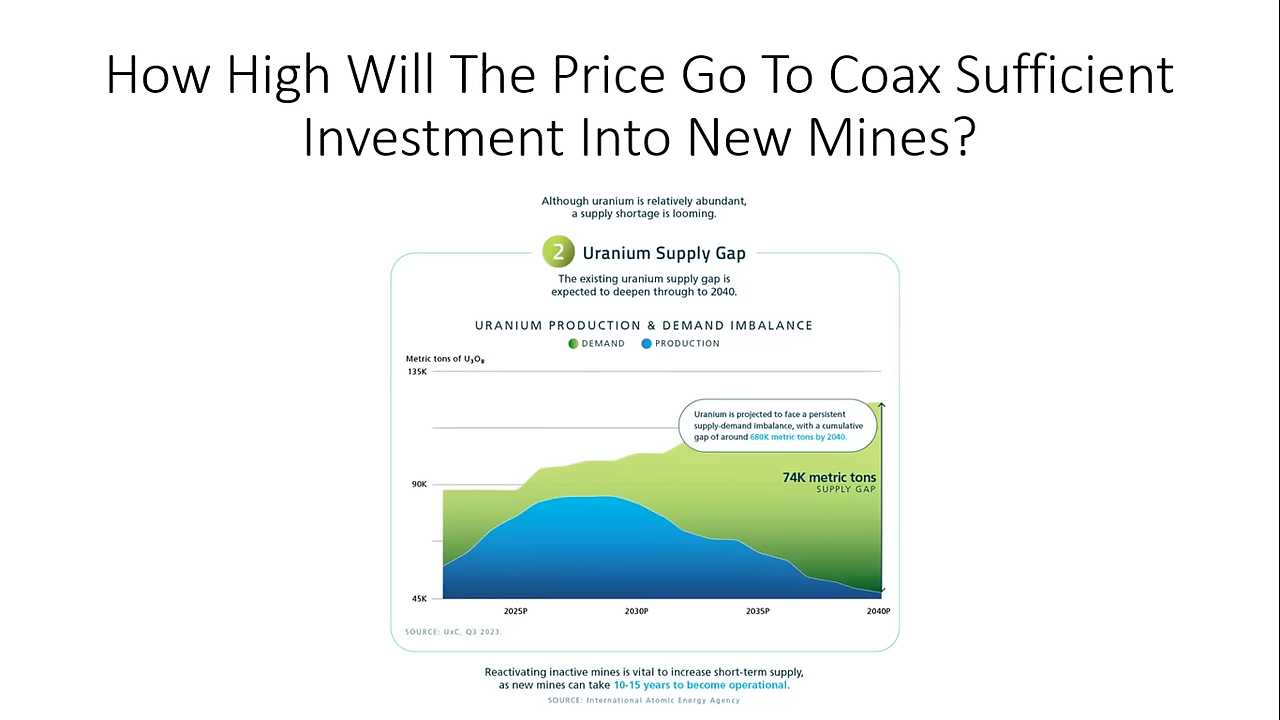 How High Will The Price Go To Coax Sufficient
Investment Into New Mines?
Although uranium is relatively abundant,
a supply shortage is looming.
2 Uranium Supply Gap
The existing uranium supply gap is
expected to deepen through to 2040.
URANIUM PRODUCTION & DEMAND IMBALANCE
DEMAND PRODUCTION
Metric tons of U₃O₈
135K
Uranium is projected to face a persistent
supply-demand imbalance, with a cumulative
gap of around 680K metric tons by 2040.
74K metric tons
SUPPLY GAP
90K
45K
2025P 2030P 2035P 2040P
SOURCE: UxC, Q3 2023.
Reactivating inactive mines is vital to increase short-term supply,
as new mines can take 10-15 years to become operational.
SOURCE: International Atomic Energy Agency